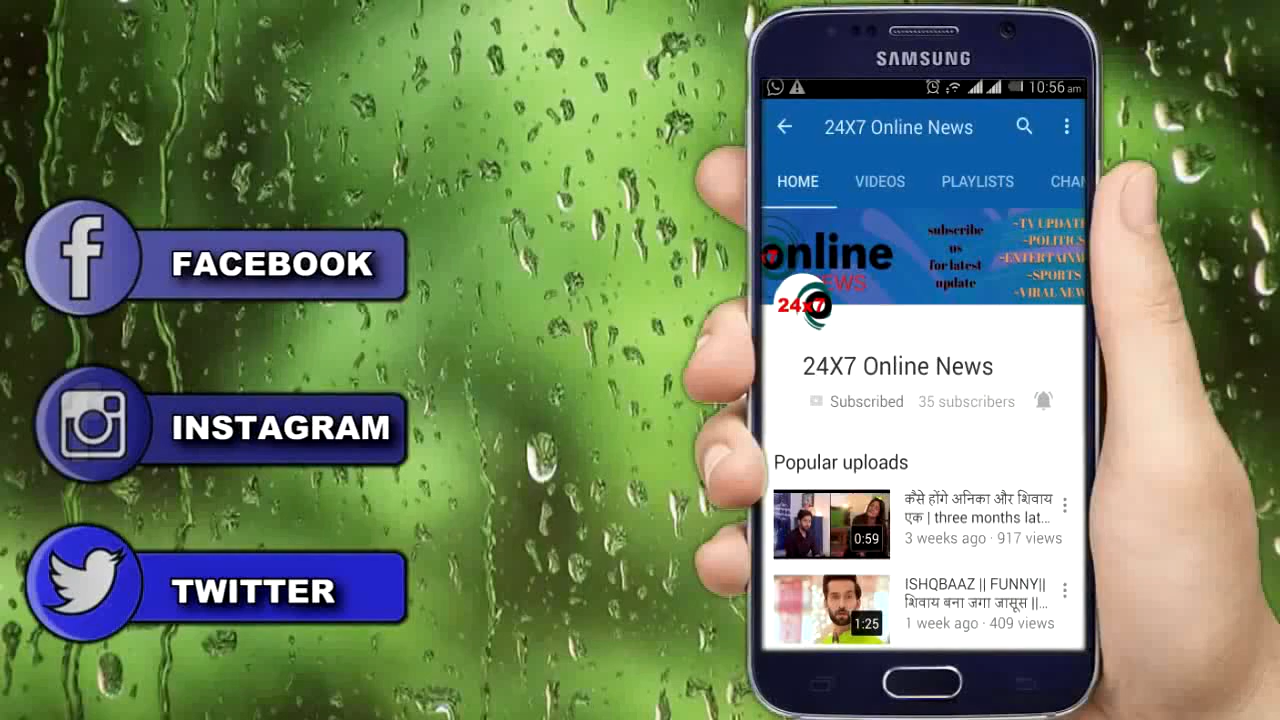 FACEBOOK
INSTAGRAM
TWITTER
SAMSUNG
10:56 am
24X7 Online News
HOME VIDEOS PLAYLISTS CHAN
online
NEWS
subscribe
us
for latest
update
~TV UPDATE
~POLITICS
~ENTERTAINM
~SPORTS
~VIRAL NEW
24x7
24X7 Online News
Subscribed 35 subscribers
Popular uploads
कैसे होंगे अनिका और शिवाय
एक | three months lat...
3 weeks ago · 917 views
0:59
ISHQBAAZ || FUNNY||
शिवाय बना जगा जासूस ||...
1 week ago · 409 views
1:25